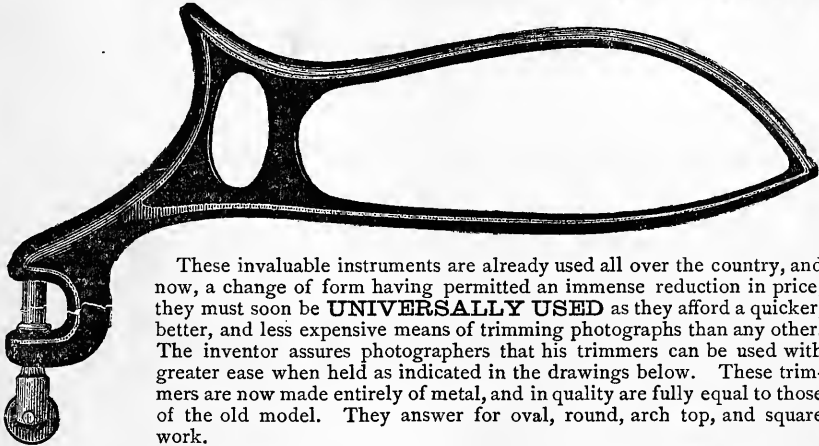 These invaluable instruments are already used all over the country, and
now, a change of form having permitted an immense reduction in price
they must soon be UNIVERSALLY USED as they afford a quicker
better, and less expensive means of trimming photographs than any other.
The inventor assures photographers that his trimmers can be used with
greater ease when held as indicated in the drawings below. These trim-
mers are now made entirely of metal, and in quality are fully equal to those
of the old model. They answer for oval, round, arch top, and square
work.